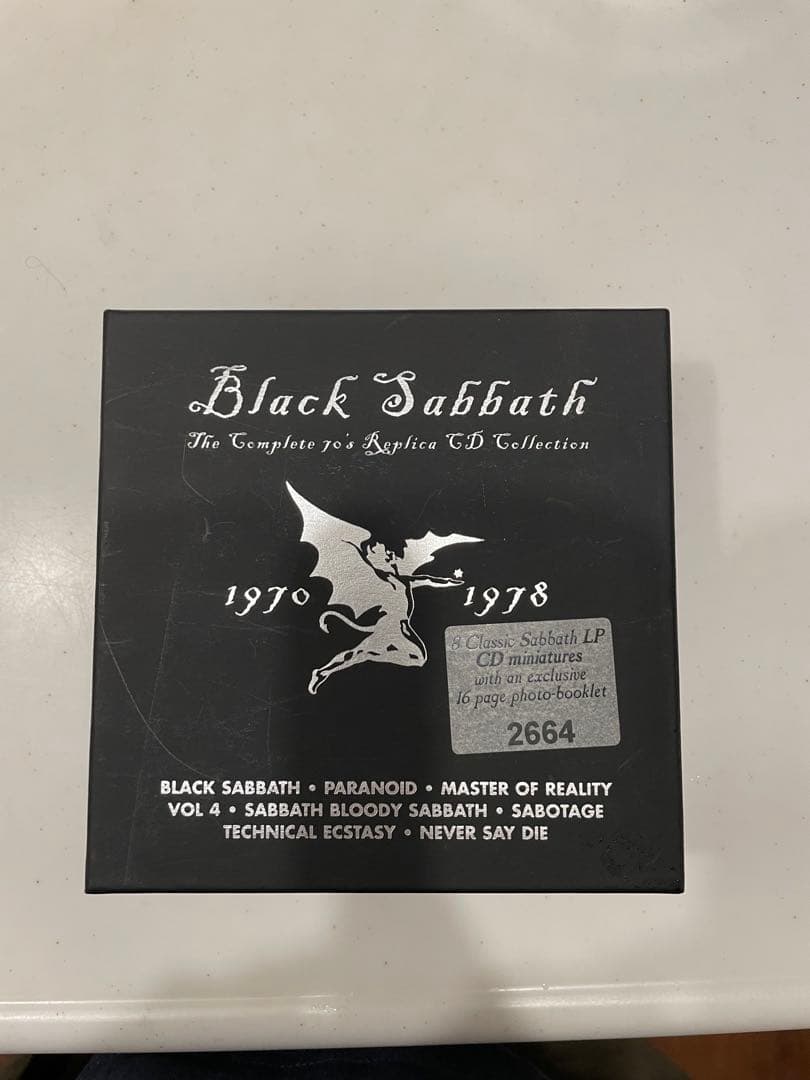 Black Sabbath
The Complete 70's Replica CD Collection
1970 1978
8 Classic Sabbath LP
CD miniatures
with an exclusive
16 page photo-booklet
2664
BLACK SABBATH • PARANOID • MASTER OF REALITY
VOL 4 • SABBATH BLOODY SABBATH • SABOTAGE
TECHNICAL ECSTASY • NEVER SAY DIE